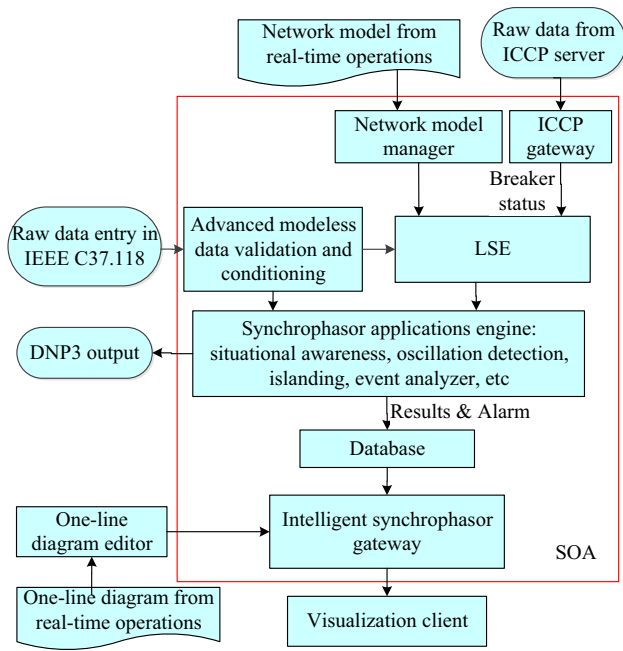 Network model from
real-time operations
Raw data from
ICCP server
Network model
manager
ICCP
gateway
Breaker
status
Raw data entry in
IEEE C37.118
Advanced modeless
data validation and
conditioning
LSE
DNP3 output
Synchrophasor applications engine:
situational awareness, oscillation detection,
islanding, event analyzer, etc
Results & Alarm
Database
One-line
diagram editor
Intelligent synchrophasor
gateway
SOA
One-line diagram from
real-time operations
Visualization client